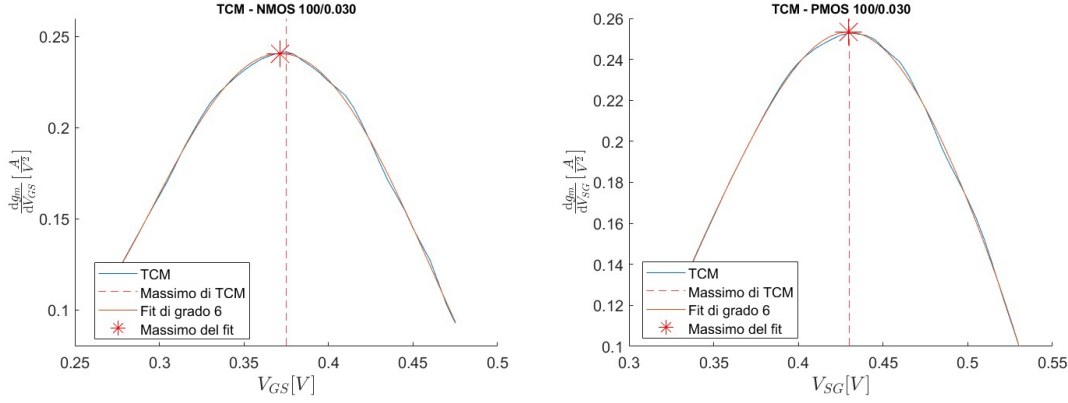 TCM - NMOS 100/0.030
dg_m/dV_GS [A/V^2]
0.25
0.2
0.15
0.1
TCM
Massimo di TCM
Fit di grado 6
Massimo del fit
0.25 0.3 0.35 0.4 0.45 0.5
V_GS[V]
TCM - PMOS 100/0.030
dg_m/dV_SG [A/V^2]
0.26
0.24
0.22
0.2
0.18
0.16
0.14
0.12
0.1
TCM
Massimo di TCM
Fit di grado 6
Massimo del fit
0.3 0.35 0.4 0.45 0.5 0.55
V_SG[V]